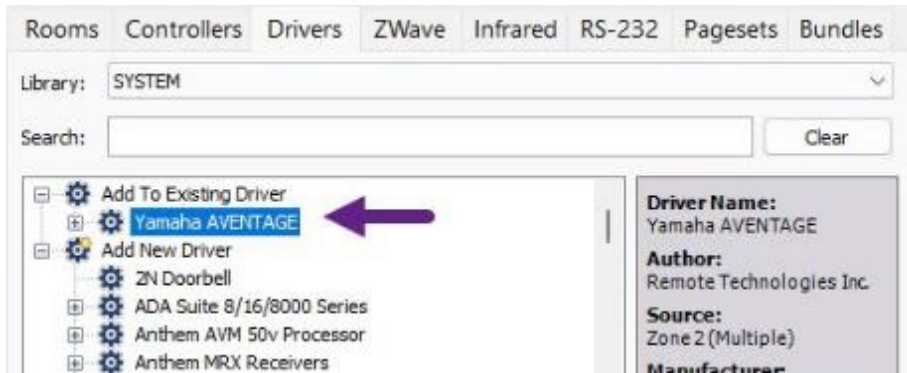 Rooms Controllers Drivers ZWave Infrared RS-232 Pagesets Bundles
Library: SYSTEM
Search: Clear
Add To Existing Driver
Yamaha AVENTAGE
Add New Driver
2N Doorbell
ADA Suite 8/16/8000 Series
Anthem AVM 50v Processor
Anthem MRX Receivers
Driver Name:
Yamaha AVENTAGE
Author:
Remote Technologies Inc.
Source:
Zone 2 (Multiple)
Manufacturer: